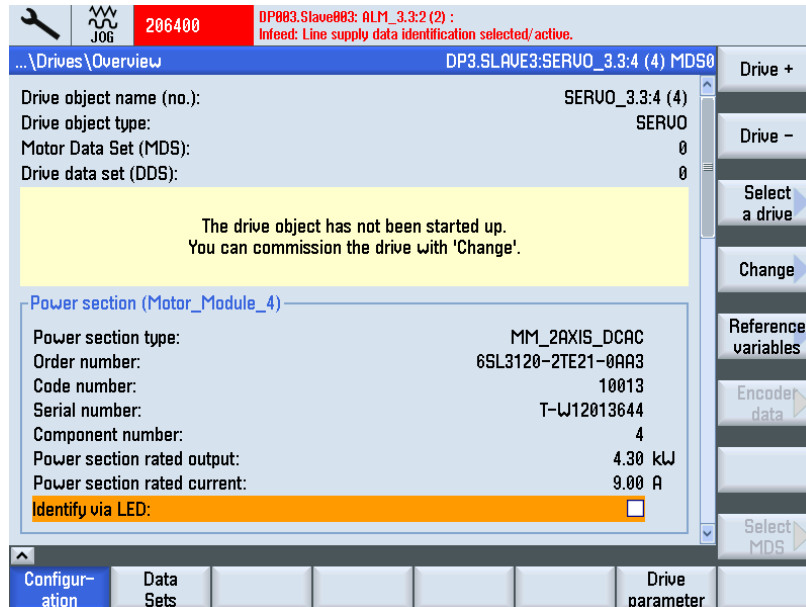 JOG
206400
DP003.Slave003: ALM_3.3:2 (2) :
Infeed: Line supply data identification selected/active.
...\Drives\Overview DP3.SLAVE3:SERVO_3.3:4 (4) MDS0
Drive object name (no.): SERVO_3.3:4 (4)
Drive object type: SERVO
Motor Data Set (MDS): 0
Drive data set (DDS): 0
The drive object has not been started up.
You can commission the drive with 'Change'.
Power section (Motor_Module_4)
Power section type: MM_2AXIS_DCAC
Order number: 6SL3120-2TE21-0AA3
Code number: 10013
Serial number: T-W12013644
Component number: 4
Power section rated output: 4.30 kW
Power section rated current: 9.00 A
Identify via LED:
Drive +
Drive -
Select
a drive
Change
Reference
variables
Encoder
data
Select
MDS
Configur-
ation
Data
Sets
Drive
parameter